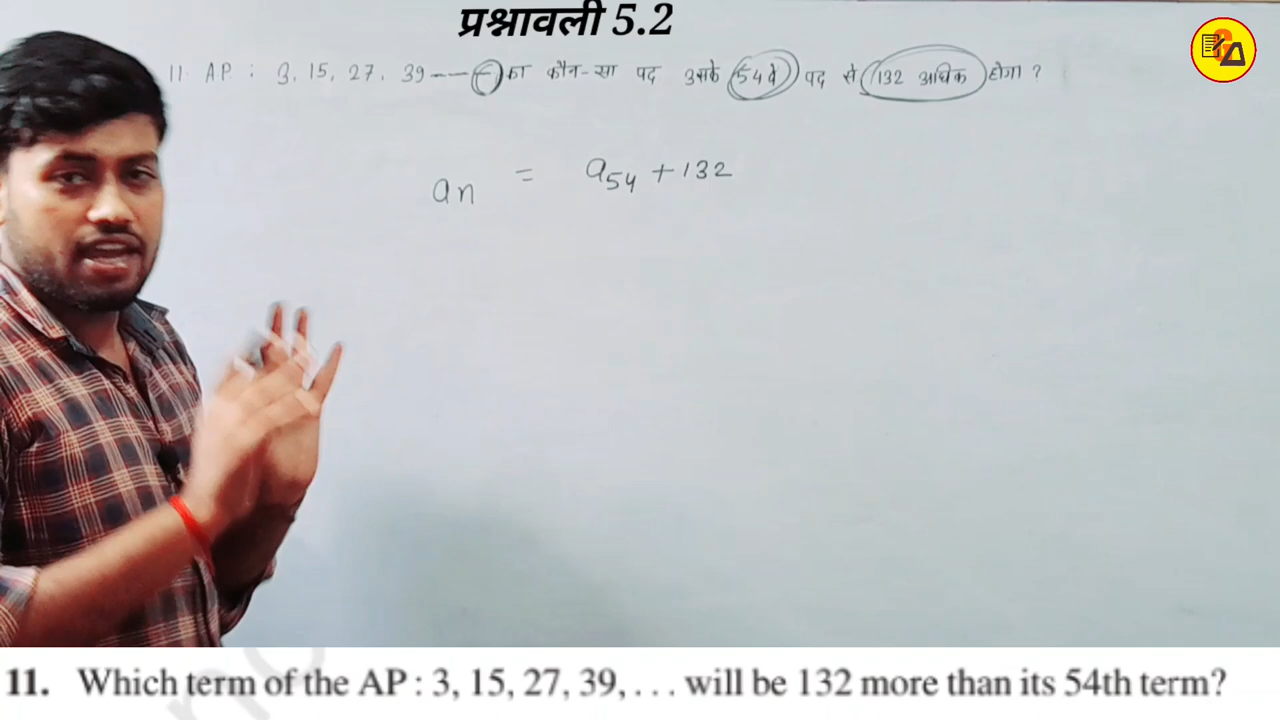 प्रश्नावली 5.2
11. A.P. : 3, 15, 27, 39 ---- का कौन-सा पद उसके 54वें पद से 132 अधिक होगा ?
an = a54 + 132
11. Which term of the AP : 3, 15, 27, 39, . . . will be 132 more than its 54th term?